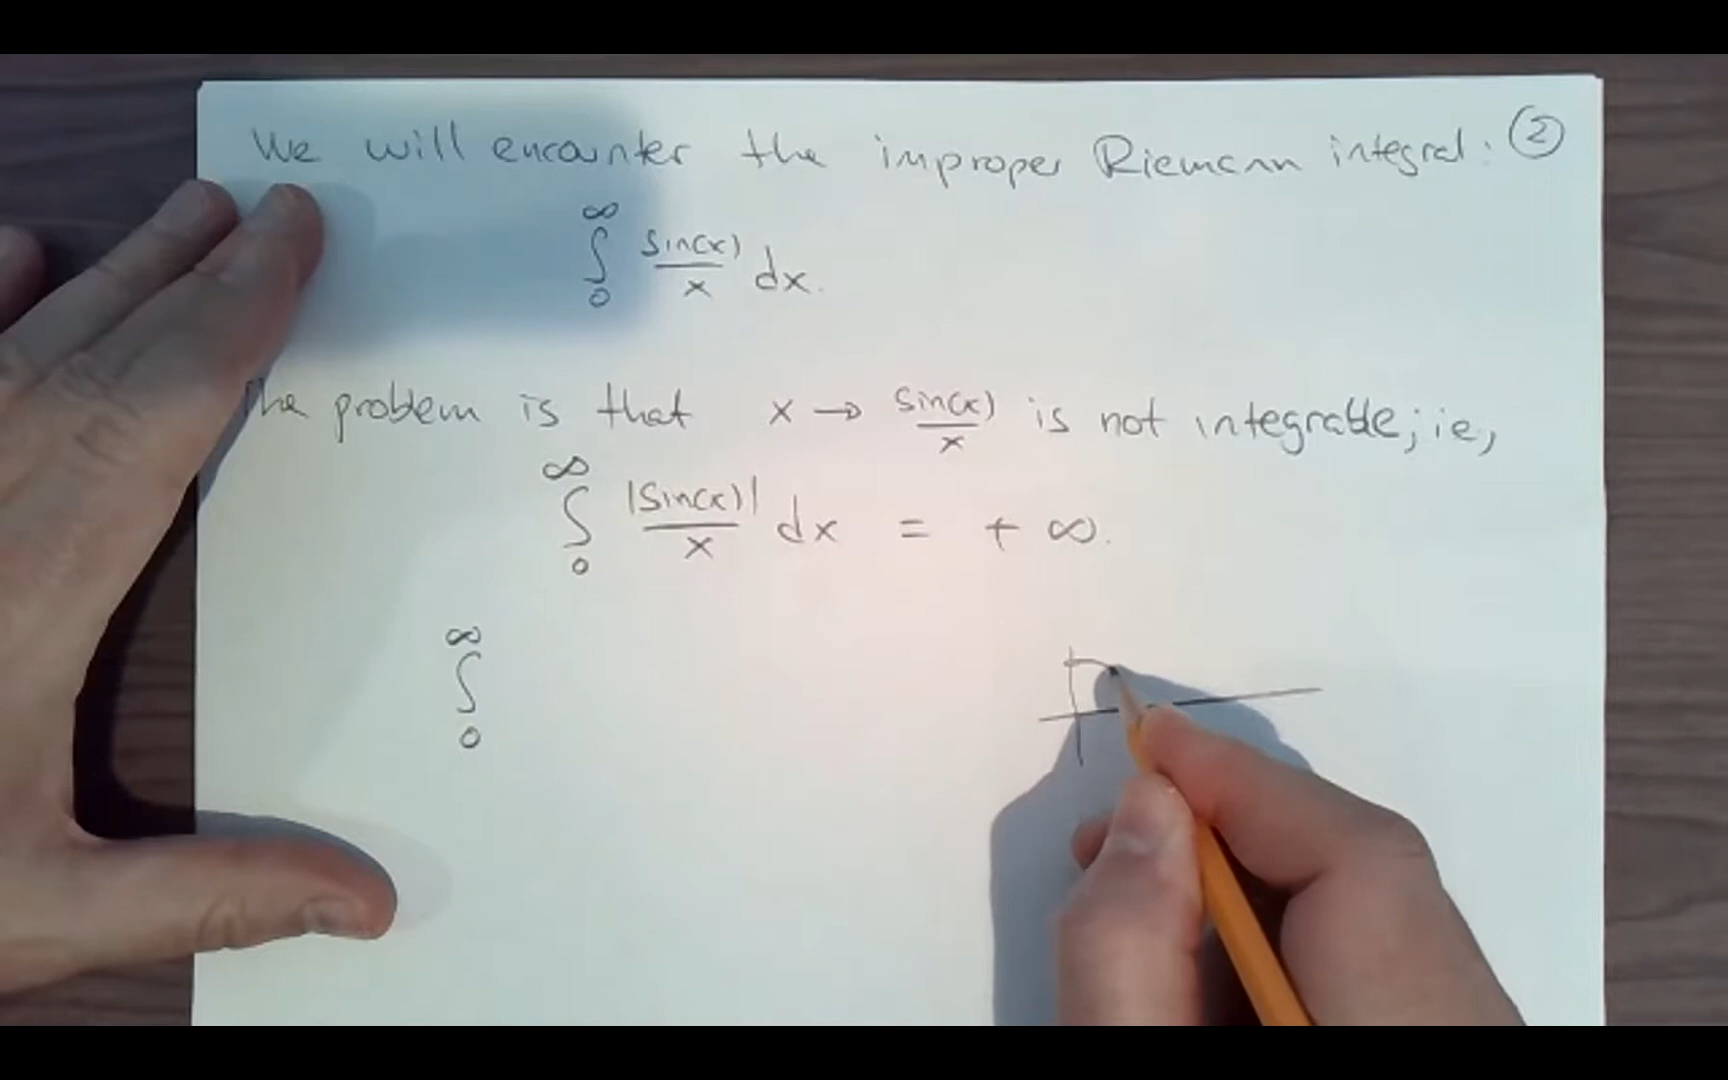 We will encounter the improper Riemann integral: ②
∫₀^∞ sin(x)/x dx.
The problem is that x → sin(x)/x is not integrable; ie,
∫₀^∞ |sin(x)|/x dx = + ∞.
∫₀^∞